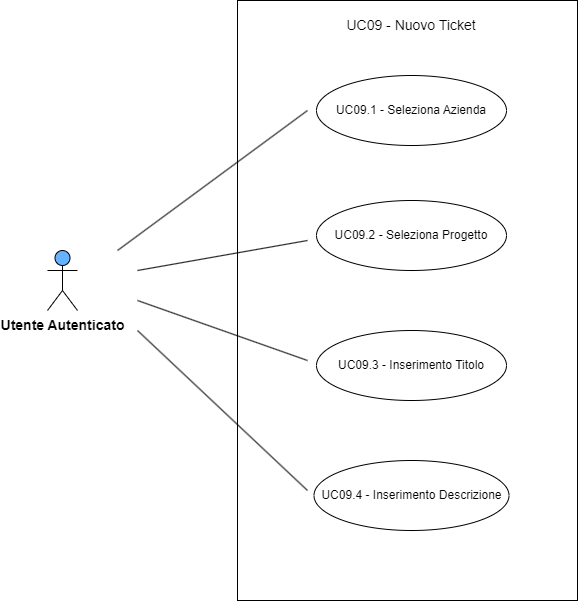 UC09 - Nuovo Ticket
UC09.1 - Seleziona Azienda
UC09.2 - Seleziona Progetto
Utente Autenticato
UC09.3 - Inserimento Titolo
UC09.4 - Inserimento Descrizione